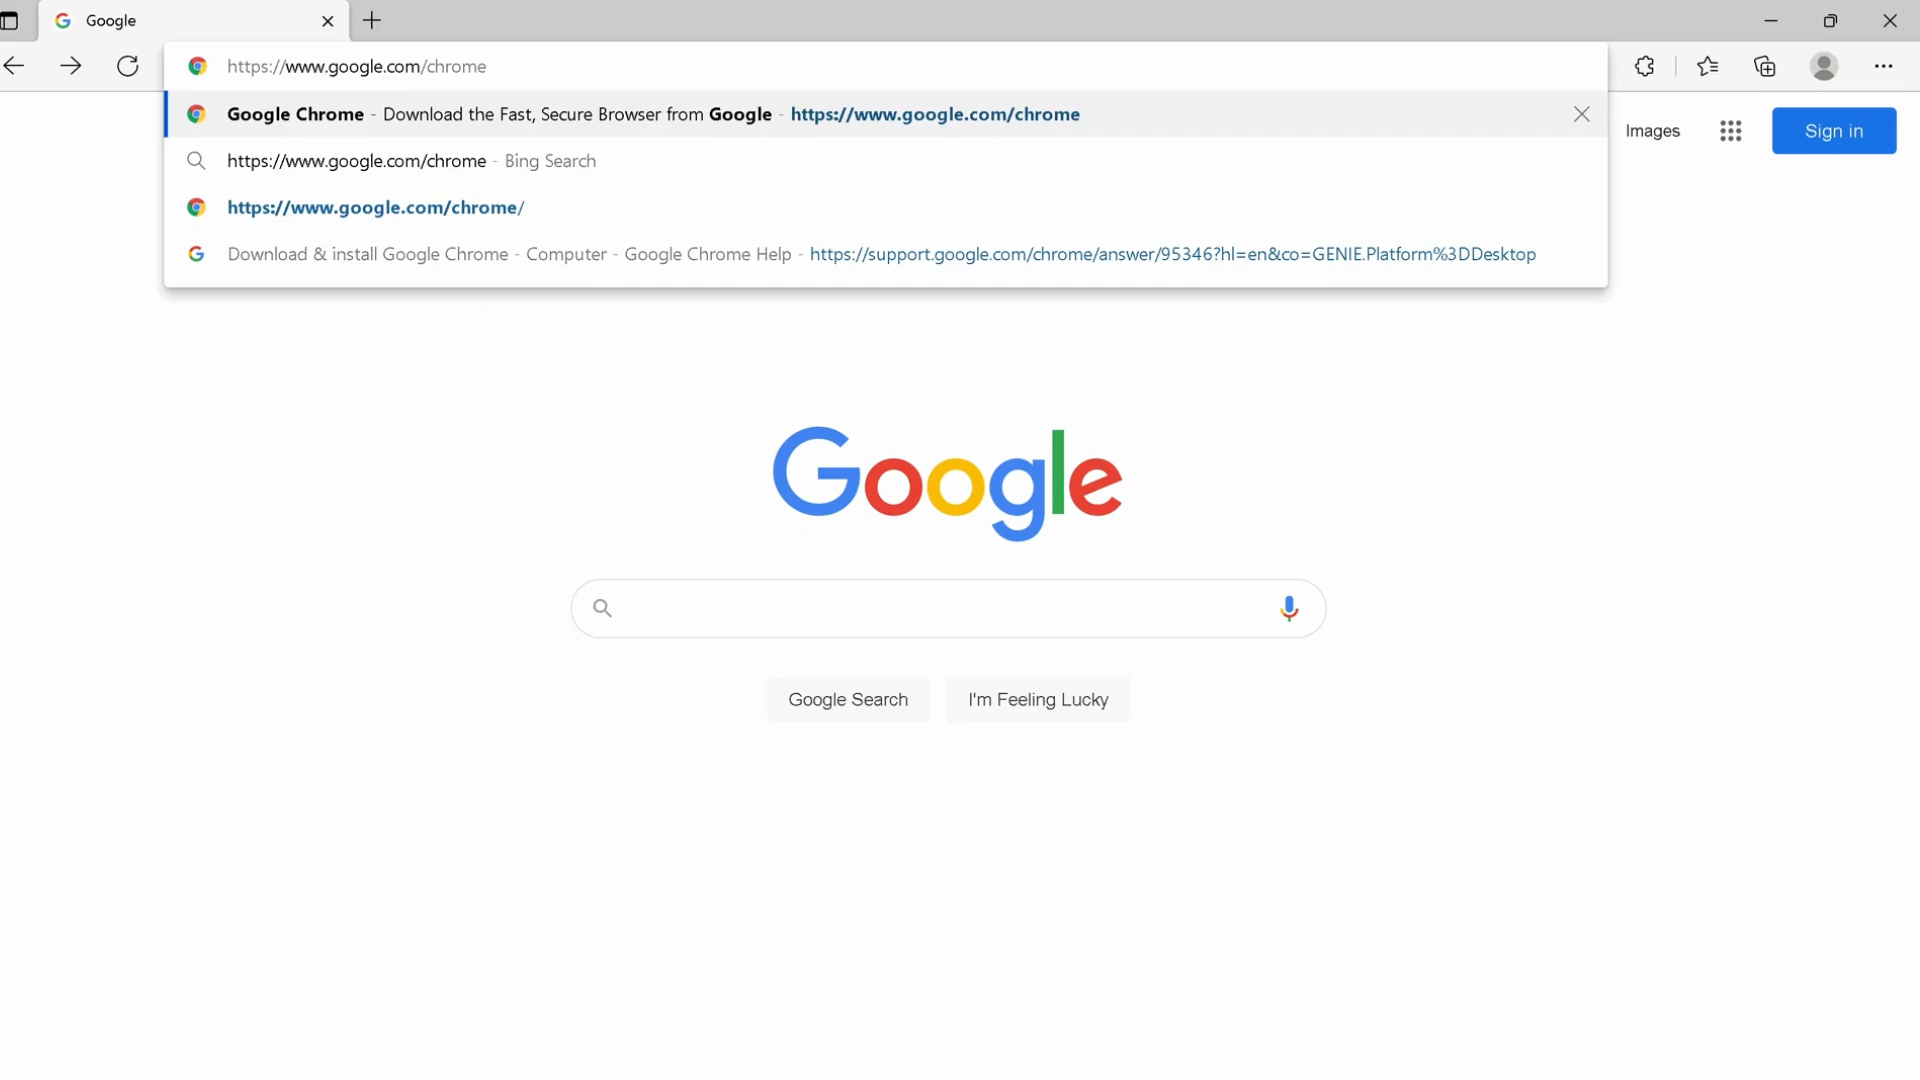 Google
https://www.google.com/chrome
Google Chrome - Download the Fast, Secure Browser from Google - https://www.google.com/chrome
https://www.google.com/chrome - Bing Search
https://www.google.com/chrome/
Download & install Google Chrome - Computer - Google Chrome Help - https://support.google.com/chrome/answer/95346?hl=en&co=GENIE.Platform%3DDesktop
Images
Sign in
Google
Google Search
I'm Feeling Lucky